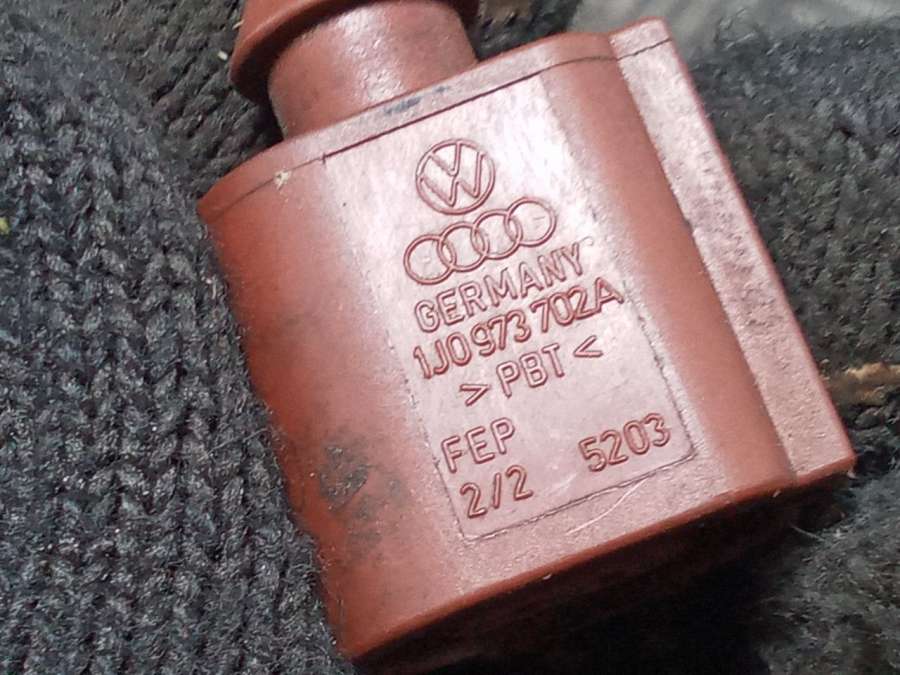 GERMANY
1J0 973 702A
>PBT<
FEP
5203
2/2